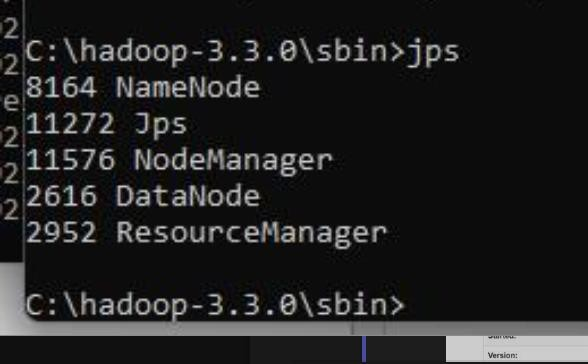 C:\hadoop-3.3.0\sbin>jps
8164 NameNode
11272 Jps
11576 NodeManager
2616 DataNode
2952 ResourceManager
C:\hadoop-3.3.0\sbin>
Version: